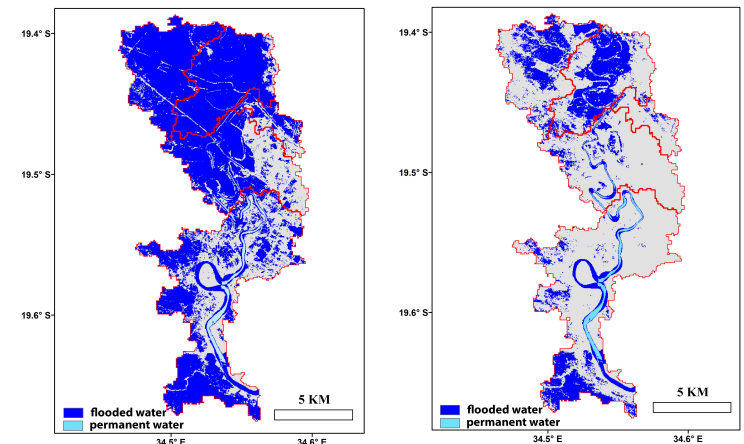 19.4° S
19.5° S
19.6° S
5 KM
flooded water
permanent water
34.5° E
34.6° E
19.4° S
19.5° S
19.6° S
5 KM
flooded water
permanent water
34.5° E
34.6° E